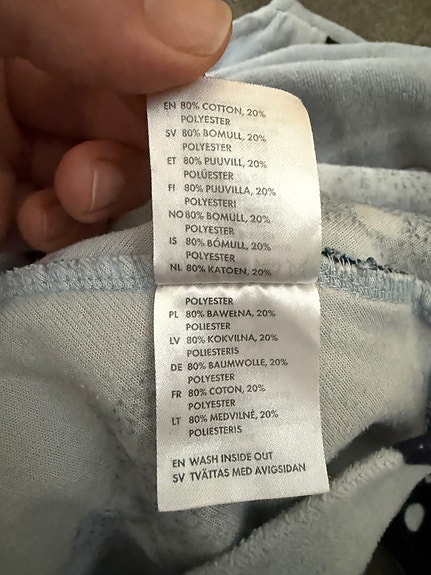 EN 80% COTTON, 20%
POLYESTER
SV 80% BOMULL, 20%
POLYESTER
ET 80% PUUVILL, 20%
POLÜESTER
FI 80% PUUVILLA, 20%
POLYESTERI
NO 80% BOMULL, 20%
POLYESTER
IS 80% BÓMULL, 20%
POLYESTER
NL 80% KATOEN, 20%
POLYESTER
PL 80% BAWEŁNA, 20%
POLIESTER
LV 80% KOKVILNA, 20%
POLIESTERIS
DE 80% BAUMWOLLE, 20%
POLYESTER
FR 80% COTON, 20%
POLYESTER
LT 80% MEDVILNĖ, 20%
POLIESTERIS
EN WASH INSIDE OUT
SV TVÄTTAS MED AVIGSIDAN